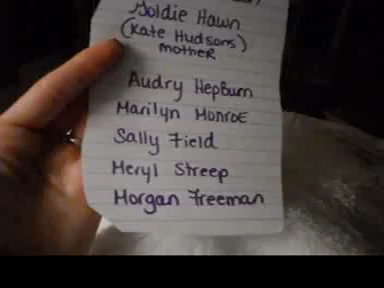 Goldie Hawn
(Kate Hudsons)
mother
Audry Hepburn
Marilyn Monroe
Sally Field
Meryl Streep
Morgan Freeman